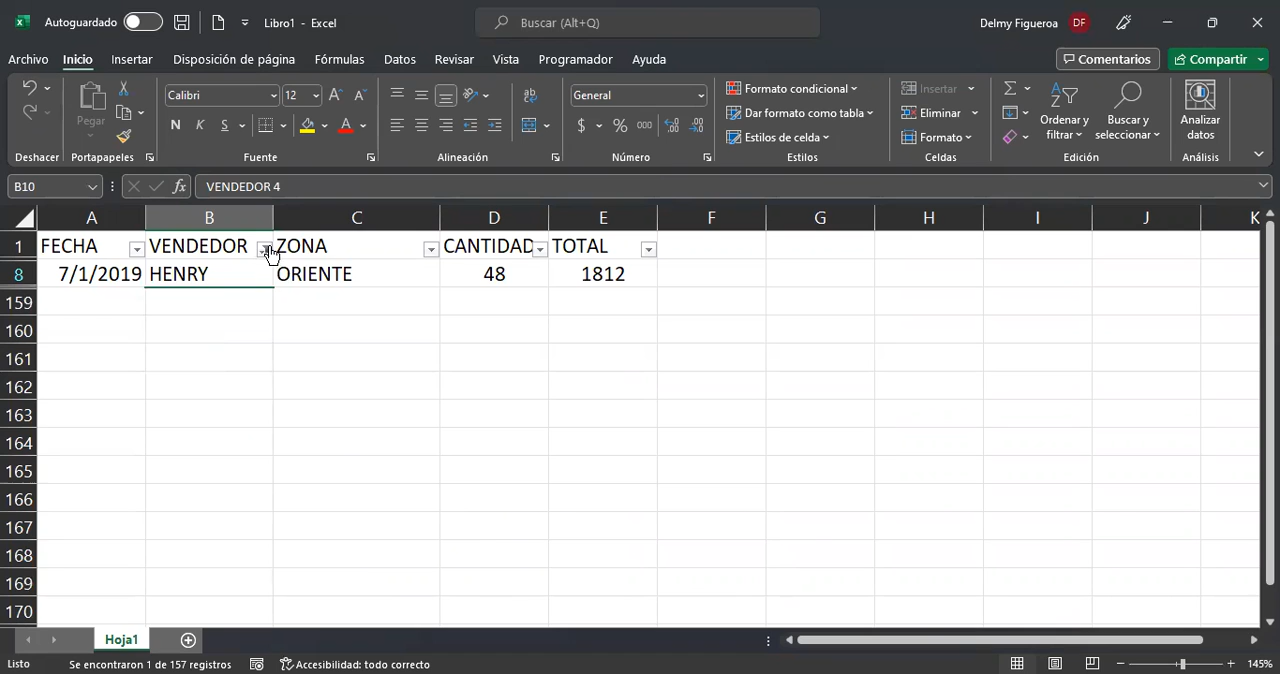 Autoguardado Libro1 - Excel Buscar (Alt+Q) Delmy Figueroa DF
Archivo Inicio Insertar Disposición de página Fórmulas Datos Revisar Vista Programador Ayuda Comentarios Compartir
Calibri 12 General Formato condicional Insertar
Pegar N K S $ % 000 Dar formato como tabla Eliminar Ordenar y filtrar Buscar y seleccionar Analizar datos
Estilos de celda Formato
Deshacer Portapapeles Fuente Alineación Número Estilos Celdas Edición Análisis
B10 fx VENDEDOR 4
A B C D E F G H I J K
1 FECHA VENDEDOR ZONA CANTIDAD TOTAL
8 7/1/2019 HENRY ORIENTE 48 1812
159
160
161
162
163
164
165
166
167
168
169
170
Hoja1
Listo Se encontraron 1 de 157 registros Accesibilidad: todo correcto 145%